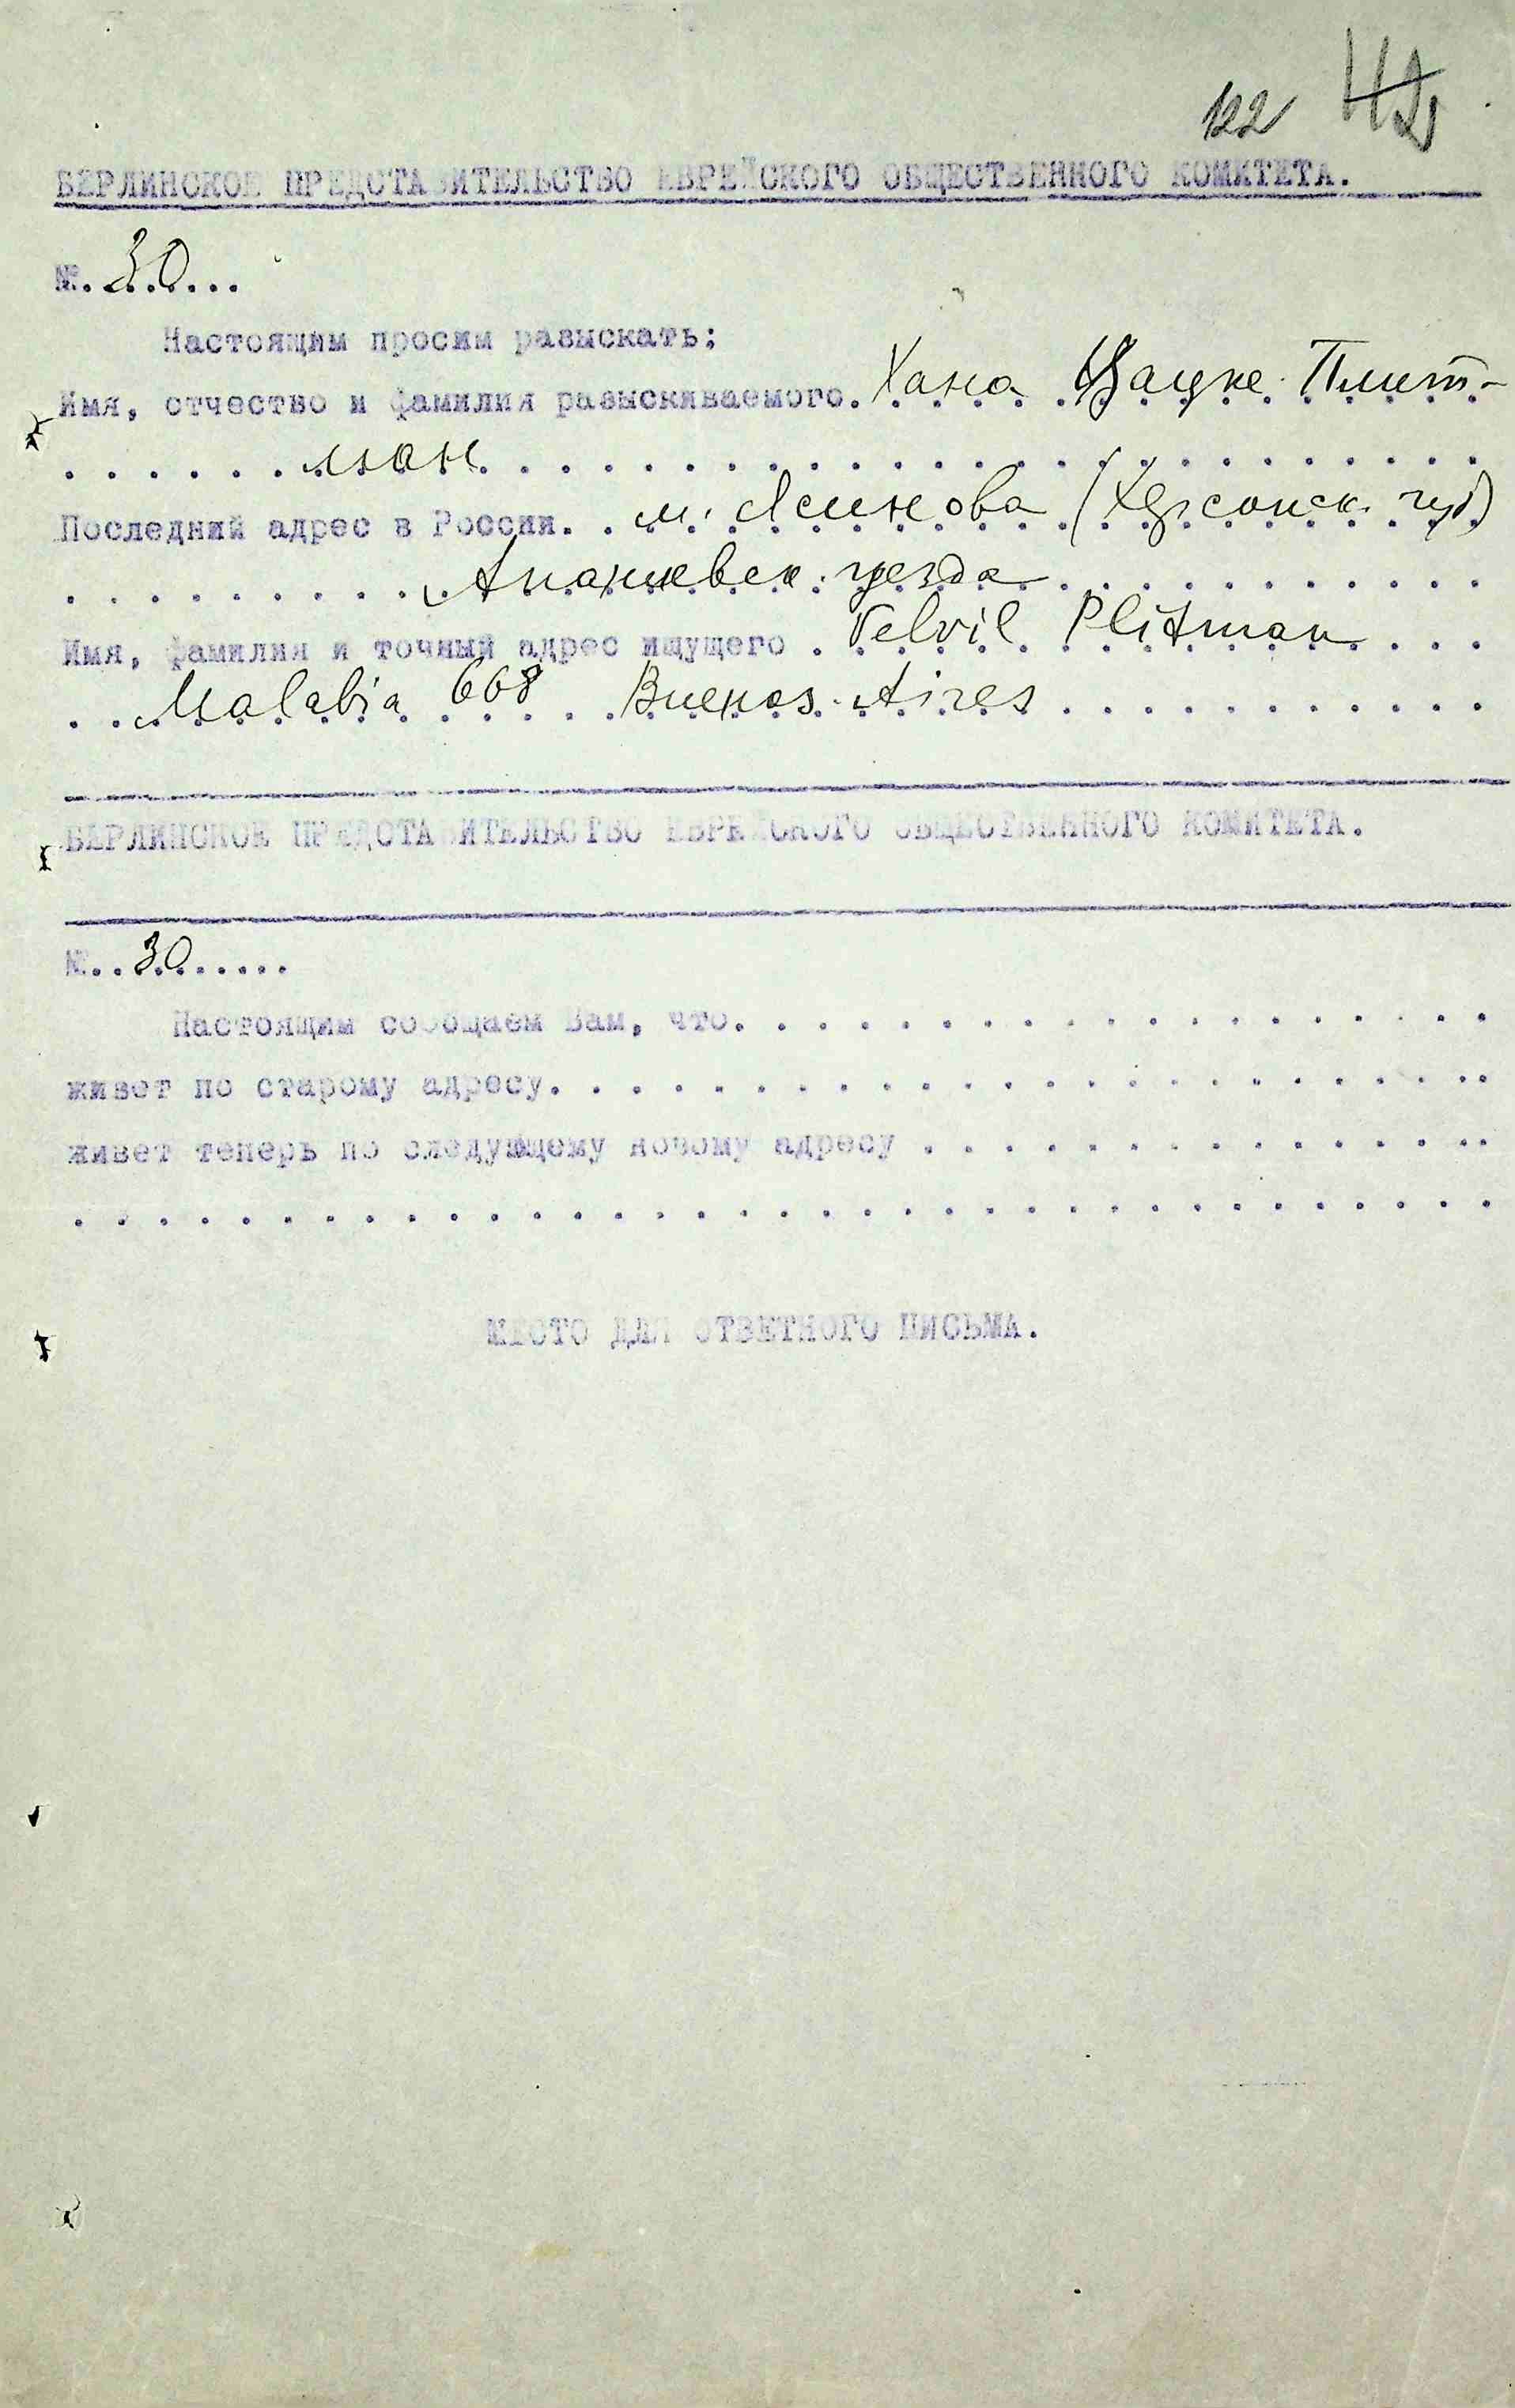 122
БЕРЛИНСКОЕ ПРЕДСТАВИТЕЛЬСТВО ЕВРЕЙСКОГО ОБЩЕСТВЕННОГО КОМИТЕТА.
№. 30...
Настоящим просим разыскать;
Имя, отчество и фамилия разыскиваемого. Хана Плит-
ман
Последний адрес в России. м. Ясинова (Херсонск. губ)
Ананьевск. уезда
Имя, фамилия и точный адрес ищущего . Velvil Plitman
Malabia 668 Buenos-Aires
БЕРЛИНСКОЕ ПРЕДСТАВИТЕЛЬСТВО ЕВРЕЙСКОГО ОБЩЕСТВЕННОГО КОМИТЕТА.
№..30.......
Настоящим сообщаем Вам, что.
живет по старому адресу.
живет теперь по следующему новому адресу
МЕСТО ДЛЯ ОТВЕТНОГО ПИСЬМА.